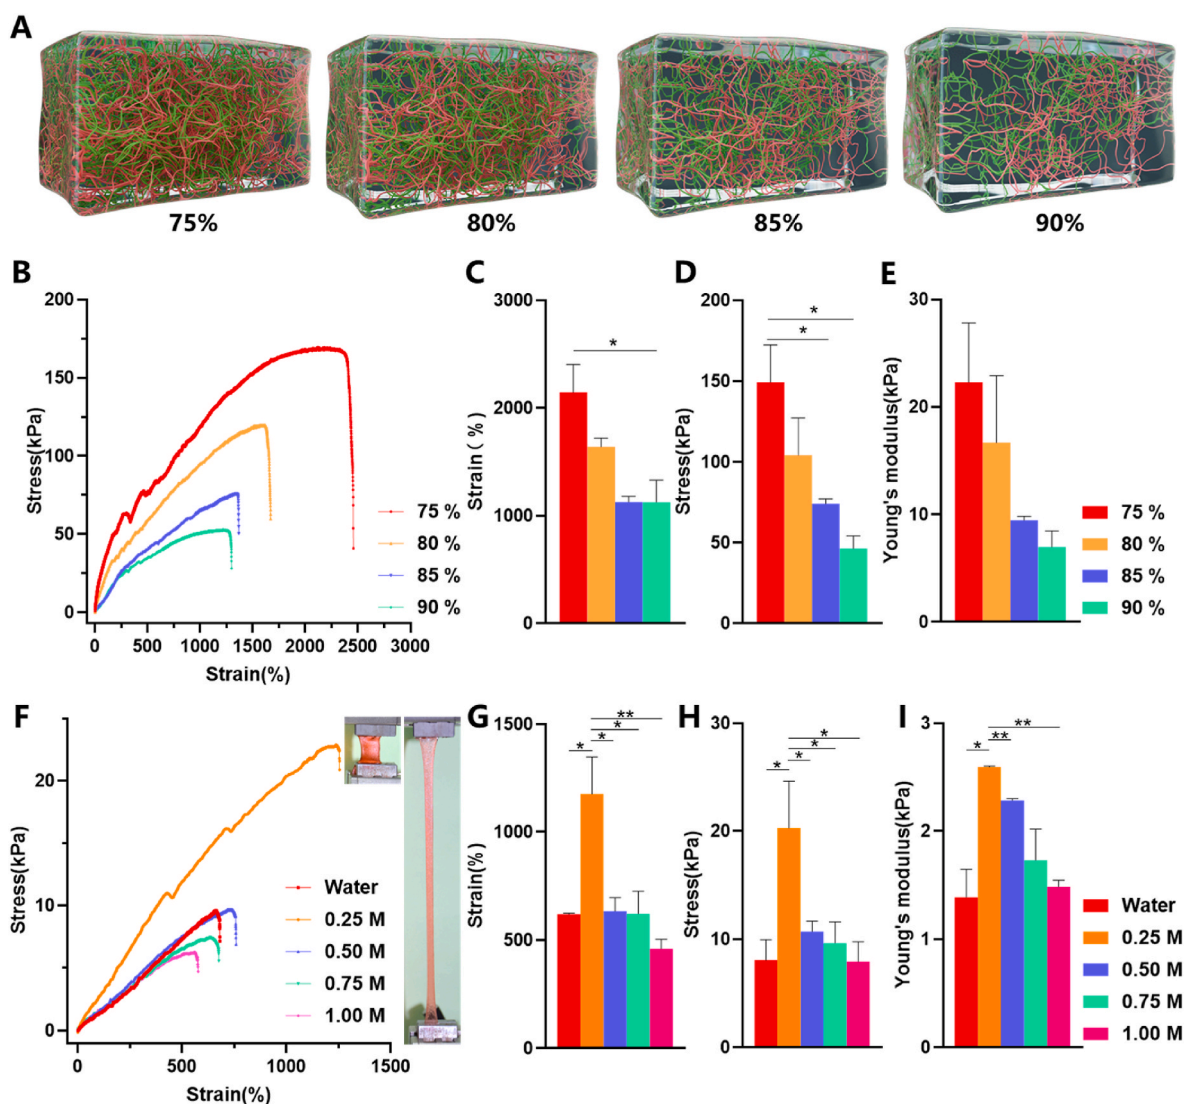 A
75%
80%
85%
90%
B
200
150
100
50
0
Stress(kPa)
0
500
1000
1500
2000
2500
3000
Strain(%)
75 %
80 %
85 %
90 %
C
3000
2000
1000
0
Strain (%)
*
D
200
150
100
50
0
Stress(kPa)
*
*
E
30
20
10
0
Young's modulus(kPa)
75 %
80 %
85 %
90 %
F
20
10
0
Stress(kPa)
0
500
1000
1500
Strain(%)
Water
0.25 M
0.50 M
0.75 M
1.00 M
G
1500
1000
500
0
Strain(%)
**
*
*
*
H
30
20
10
0
Stress(kPa)
*
*
*
*
I
3
2
1
0
Young's modulus(kPa)
**
**
*
Water
0.25 M
0.50 M
0.75 M
1.00 M